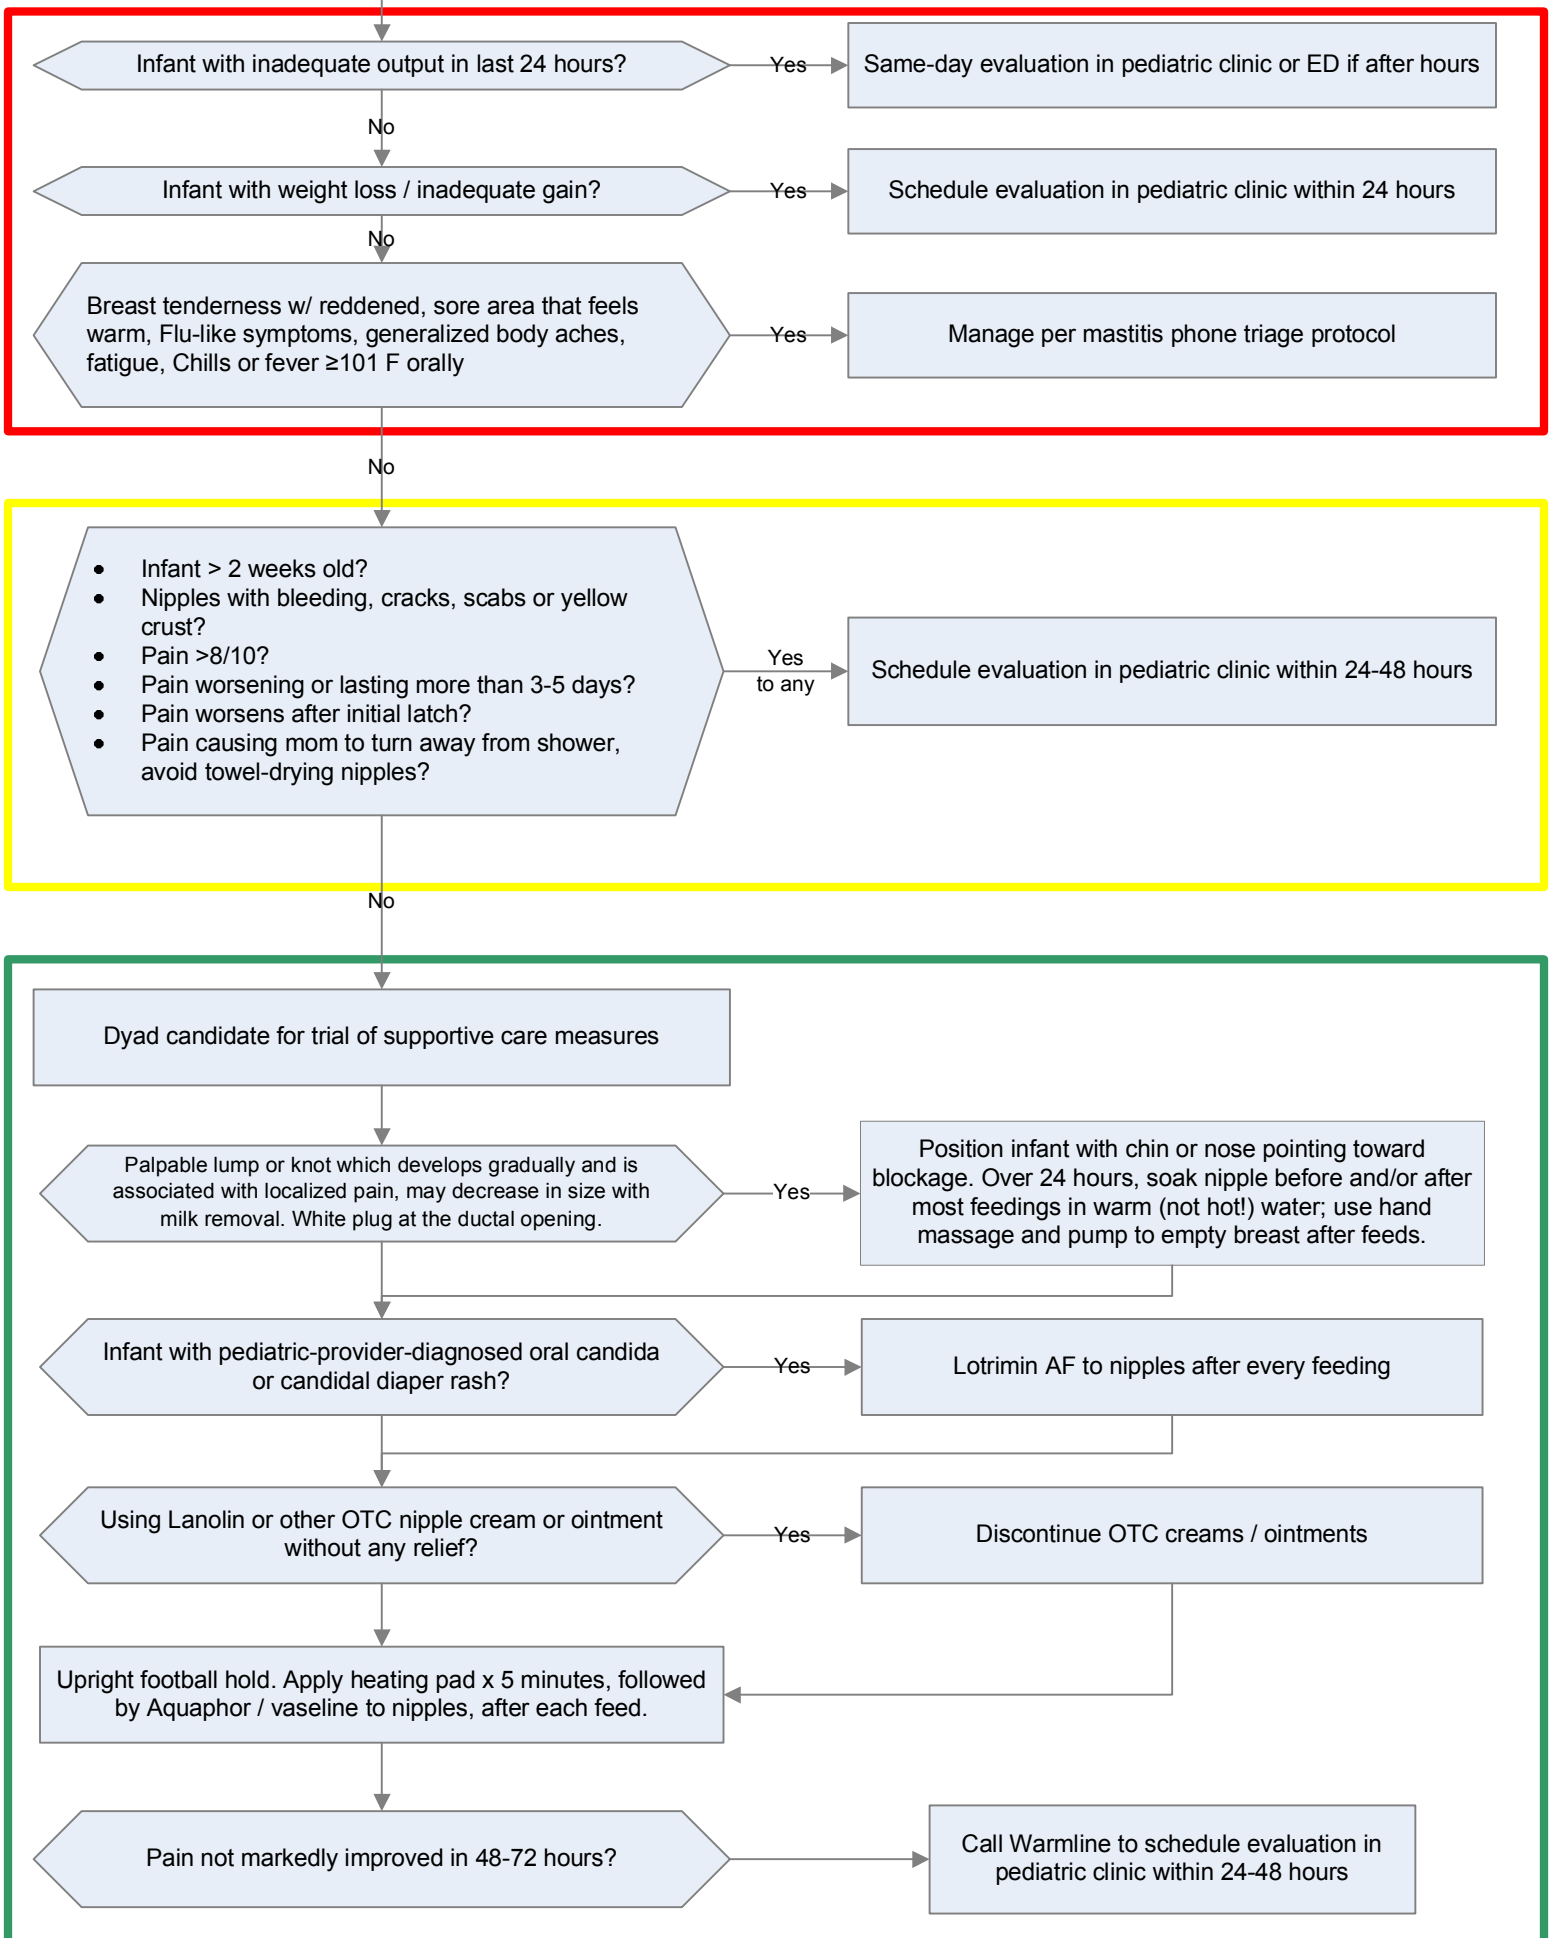 Infant with inadequate output in last 24 hours?
Yes
Same-day evaluation in pediatric clinic or ED if after hours
No
Infant with weight loss / inadequate gain?
Yes
Schedule evaluation in pediatric clinic within 24 hours
No
Breast tenderness w/ reddened, sore area that feels
warm, Flu-like symptoms, generalized body aches,
fatigue, Chills or fever ≥101 F orally
Yes
Manage per mastitis phone triage protocol
No
• Infant > 2 weeks old?
• Nipples with bleeding, cracks, scabs or yellow
crust?
• Pain >8/10?
• Pain worsening or lasting more than 3-5 days?
• Pain worsens after initial latch?
• Pain causing mom to turn away from shower,
avoid towel-drying nipples?
Yes
to any
Schedule evaluation in pediatric clinic within 24-48 hours
No
Dyad candidate for trial of supportive care measures
Palpable lump or knot which develops gradually and is
associated with localized pain, may decrease in size with
milk removal. White plug at the ductal opening.
Yes
Position infant with chin or nose pointing toward
blockage. Over 24 hours, soak nipple before and/or after
most feedings in warm (not hot!) water; use hand
massage and pump to empty breast after feeds.
Infant with pediatric-provider-diagnosed oral candida
or candidal diaper rash?
Yes
Lotrimin AF to nipples after every feeding
Using Lanolin or other OTC nipple cream or ointment
without any relief?
Yes
Discontinue OTC creams / ointments
Upright football hold. Apply heating pad x 5 minutes, followed
by Aquaphor / vaseline to nipples, after each feed.
Pain not markedly improved in 48-72 hours?
Call Warmline to schedule evaluation in
pediatric clinic within 24-48 hours